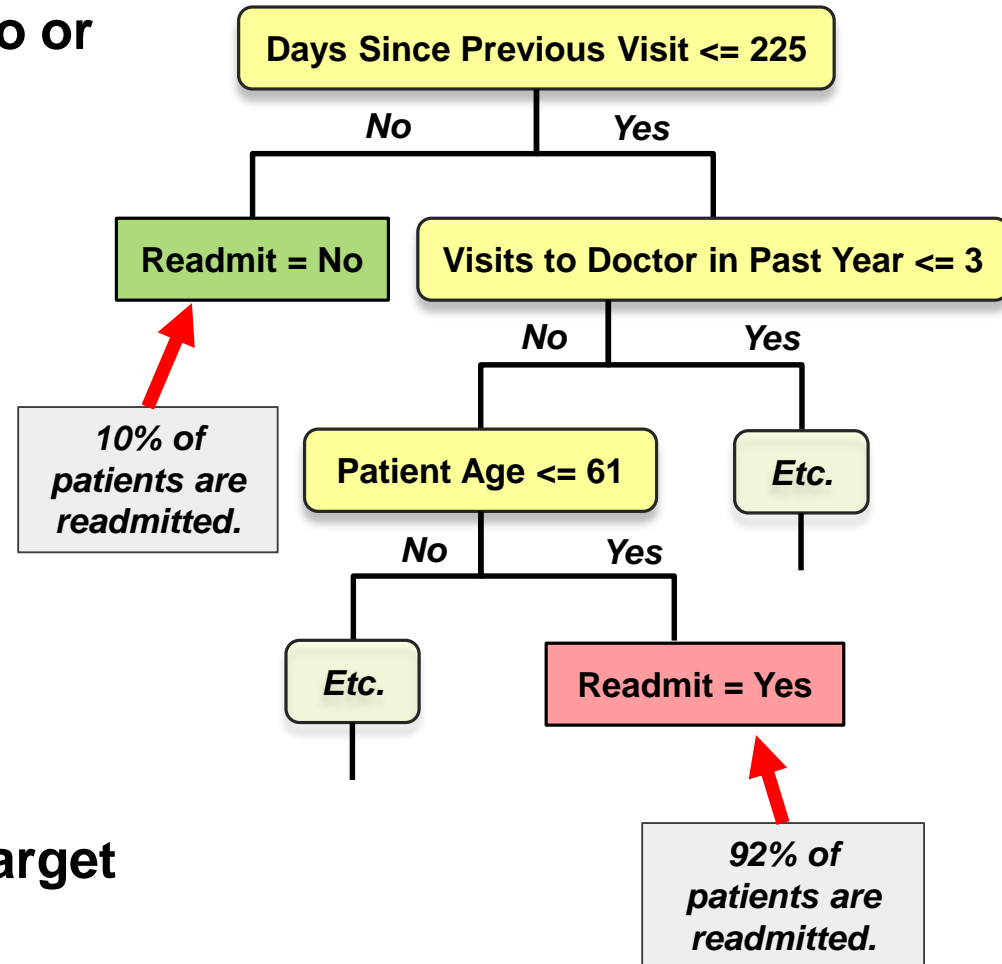 o or
Days Since Previous Visit <= 225
No
Yes
Readmit = No
Visits to Doctor in Past Year <= 3
No
Yes
10% of
patients are
readmitted.
Patient Age <= 61
Etc.
No
Yes
Etc.
Readmit = Yes
arget
92% of
patients are
readmitted.